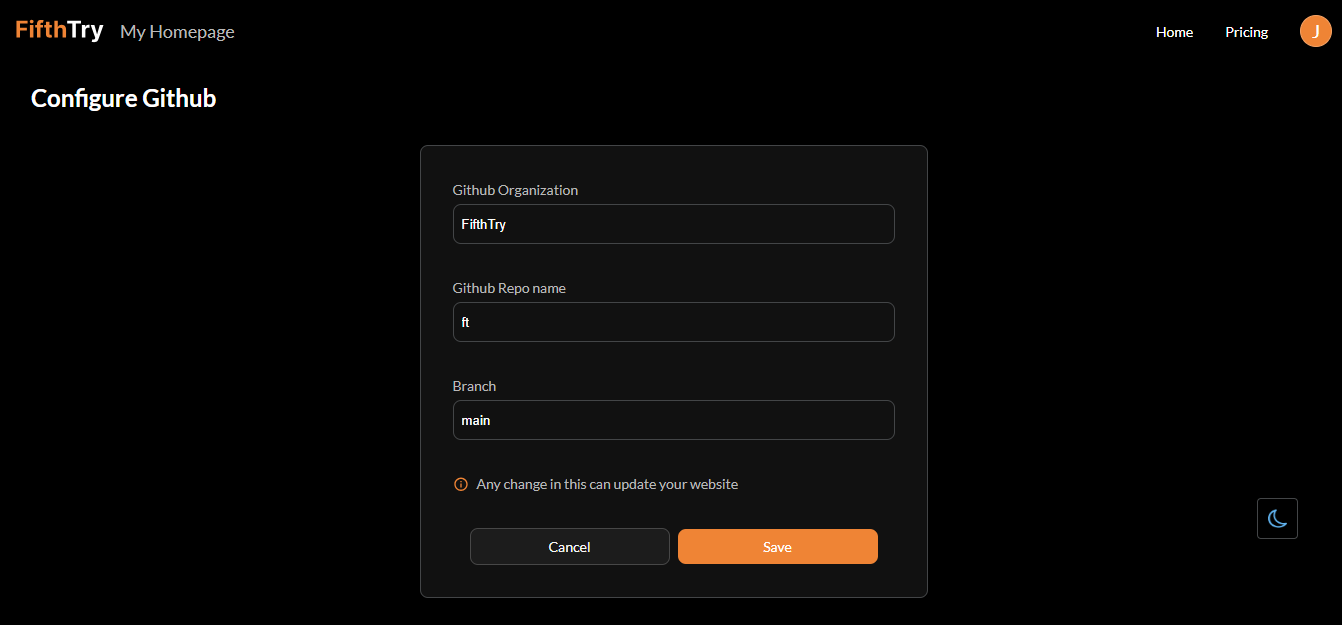 FifthTry My Homepage Home Pricing J
Configure Github
Github Organization
FifthTry
Github Repo name
ft
Branch
main
Any change in this can update your website
Cancel Save